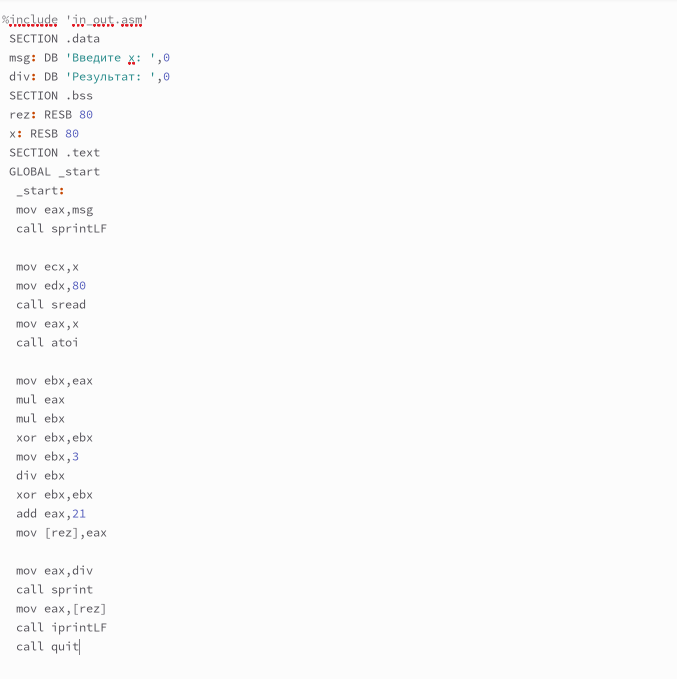 %include 'in_out.asm'
SECTION .data
msg: DB 'Введите x: ',0
div: DB 'Результат: ',0
SECTION .bss
rez: RESB 80
x: RESB 80
SECTION .text
GLOBAL _start
_start:
mov eax,msg
call sprintLF
mov ecx,x
mov edx,80
call sread
mov eax,x
call atoi
mov ebx,eax
mul eax
mul ebx
xor ebx,ebx
mov ebx,3
div ebx
xor ebx,ebx
add eax,21
mov [rez],eax
mov eax,div
call sprint
mov eax,[rez]
call iprintLF
call quit